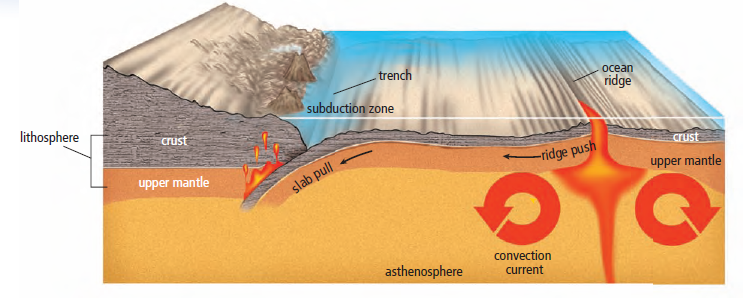 ocean
ridge
trench
subduction zone
lithosphere
crust
crust
ridge push
upper mantle
slab pull
upper mantle
convection
current
asthenosphere